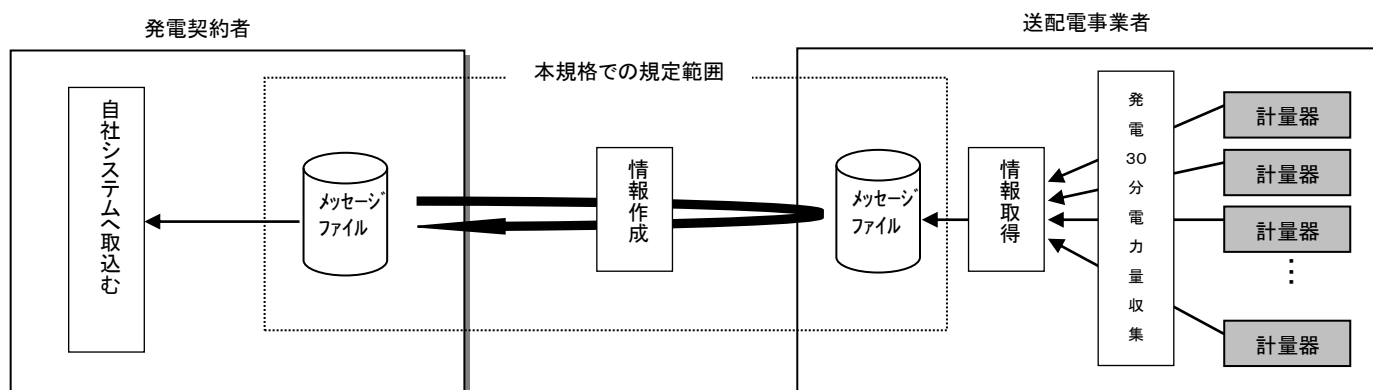 発電契約者
送配電事業者
本規格での規定範囲
自社システムへ取込む
メッセージ
ファイル
情報作成
メッセージ
ファイル
情報取得
発電30分電力量収集
計量器
計量器
計量器
⋮
計量器